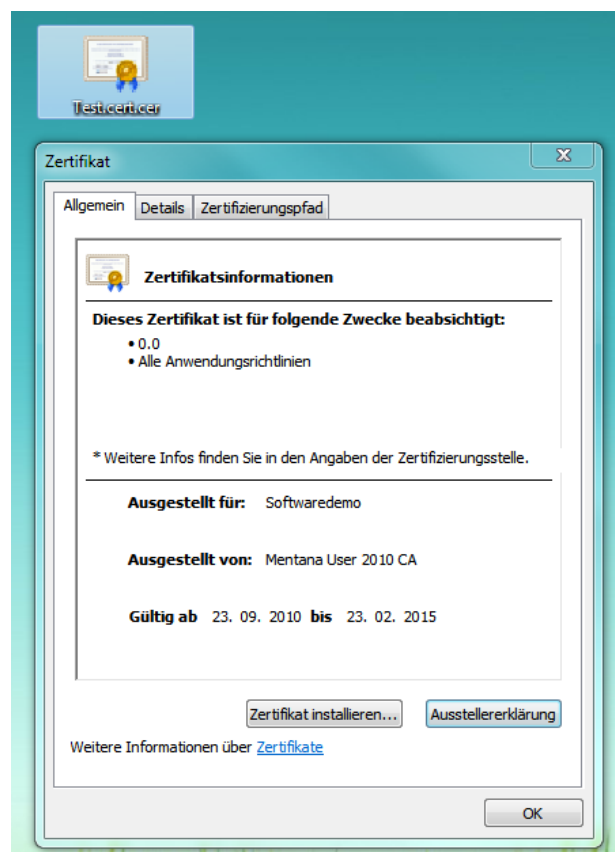 Test.cert.cer
Zertifikat
Allgemein Details Zertifizierungspfad
Zertifikatsinformationen
Dieses Zertifikat ist für folgende Zwecke beabsichtigt:
• 0.0
• Alle Anwendungsrichtlinien
* Weitere Infos finden Sie in den Angaben der Zertifizierungsstelle.
Ausgestellt für: Softwaredemo
Ausgestellt von: Mentana User 2010 CA
Gültig ab 23. 09. 2010 bis 23. 02. 2015
Zertifikat installieren... Ausstellererklärung
Weitere Informationen über Zertifikate
OK